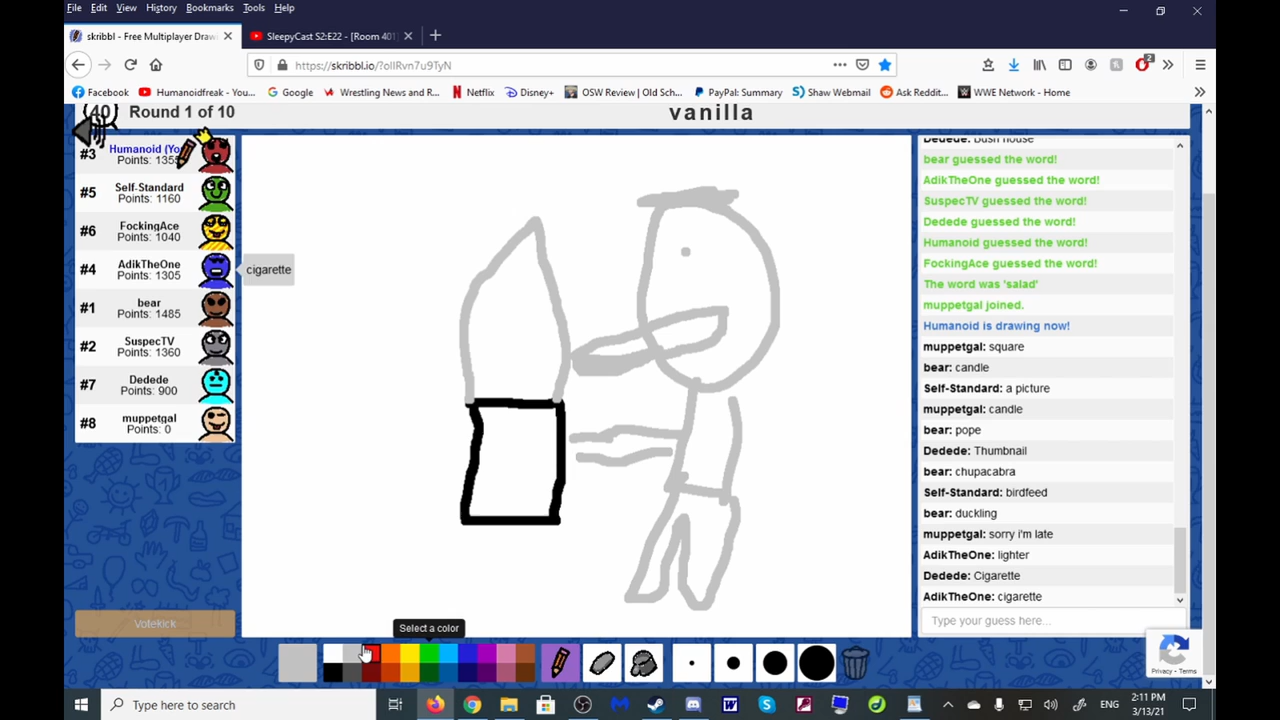 File Edit View History Bookmarks Tools Help
skribbl - Free Multiplayer Draw
SleepyCast S2:E22 - [Room 401
https://skribbl.io/?olIRvn7u9TyN
2
Facebook Humanoidfreak - You... Google Wrestling News and R... Netflix Disney+ OSW Review | Old Sch... PayPal: Summary Shaw Webmail Ask Reddit... WWE Network - Home
40 Round 1 of 10 vanilla
#3 Humanoid (Yo
Points: 1355
#5 Self-Standard
Points: 1160
#6 FockingAce
Points: 1040
#4 AdikTheOne
Points: 1305
cigarette
#1 bear
Points: 1485
#2 SuspecTV
Points: 1360
#7 Dedede
Points: 900
#8 muppetgal
Points: 0
Votekick
Select a color
Dedede: Bush house
bear guessed the word!
AdikTheOne guessed the word!
SuspecTV guessed the word!
Dedede guessed the word!
Humanoid guessed the word!
FockingAce guessed the word!
The word was 'salad'
muppetgal joined.
Humanoid is drawing now!
muppetgal: square
bear: candle
Self-Standard: a picture
muppetgal: candle
bear: pope
Dedede: Thumbnail
bear: chupacabra
Self-Standard: birdfeed
bear: duckling
muppetgal: sorry i'm late
AdikTheOne: lighter
Dedede: Cigarette
AdikTheOne: cigarette
Type your guess here...
Privacy - Terms
Type here to search
ENG
2:11 PM
3/13/21